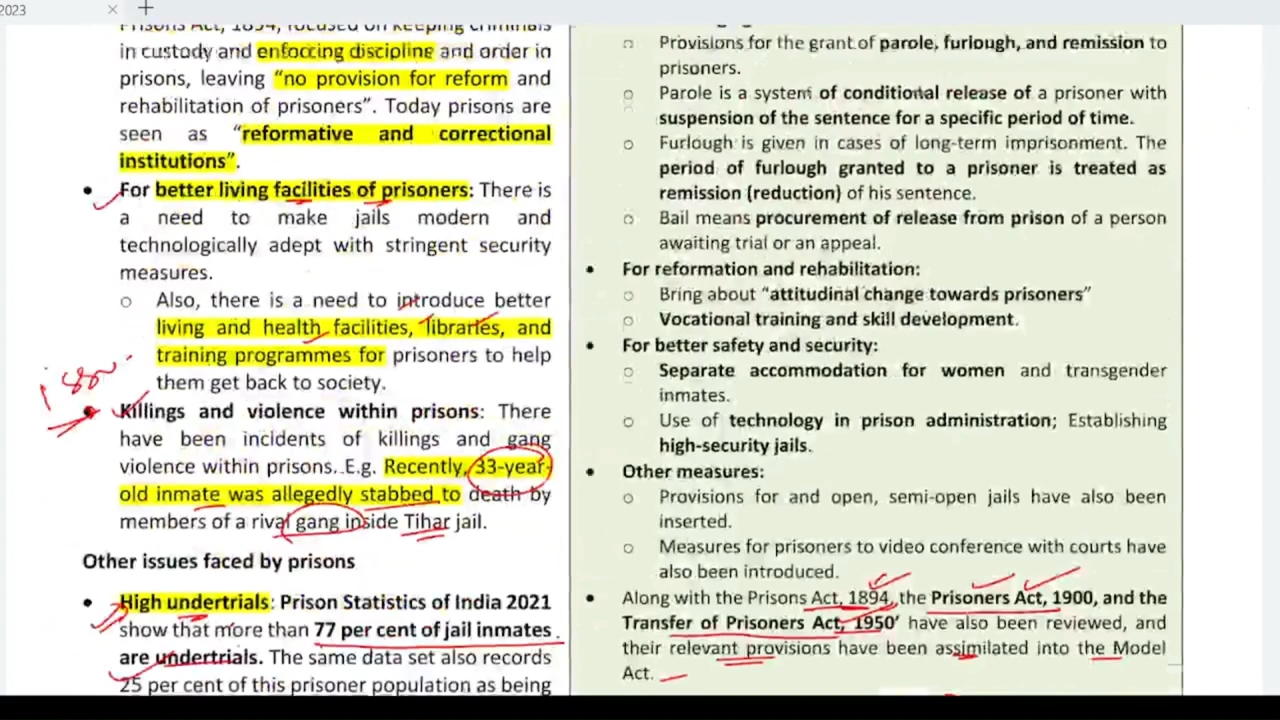 2023
Prisons Act, 1894, focused on keeping criminals
in custody and enforcing discipline and order in
prisons, leaving “no provision for reform and
rehabilitation of prisoners”. Today prisons are
seen as “reformative and correctional
institutions”.
For better living facilities of prisoners: There is
a need to make jails modern and
technologically adept with stringent security
measures.
Also, there is a need to introduce better
living and health facilities, libraries, and
training programmes for prisoners to help
them get back to society.
Killings and violence within prisons: There
have been incidents of killings and gang
violence within prisons. E.g. Recently, 33-year-
old inmate was allegedly stabbed to death by
members of a rival gang inside Tihar jail.
Other issues faced by prisons
High undertrials: Prison Statistics of India 2021
show that more than 77 per cent of jail inmates
are undertrials. The same data set also records
25 per cent of this prisoner population as being
Provisions for the grant of parole, furlough, and remission to
prisoners.
Parole is a system of conditional release of a prisoner with
suspension of the sentence for a specific period of time.
Furlough is given in cases of long-term imprisonment. The
period of furlough granted to a prisoner is treated as
remission (reduction) of his sentence.
Bail means procurement of release from prison of a person
awaiting trial or an appeal.
For reformation and rehabilitation:
Bring about “attitudinal change towards prisoners”
Vocational training and skill development.
For better safety and security:
Separate accommodation for women and transgender
inmates.
Use of technology in prison administration; Establishing
high-security jails.
Other measures:
Provisions for and open, semi-open jails have also been
inserted.
Measures for prisoners to video conference with courts have
also been introduced.
Along with the Prisons Act, 1894, the Prisoners Act, 1900, and the
Transfer of Prisoners Act, 1950’ have also been reviewed, and
their relevant provisions have been assimilated into the Model
Act.